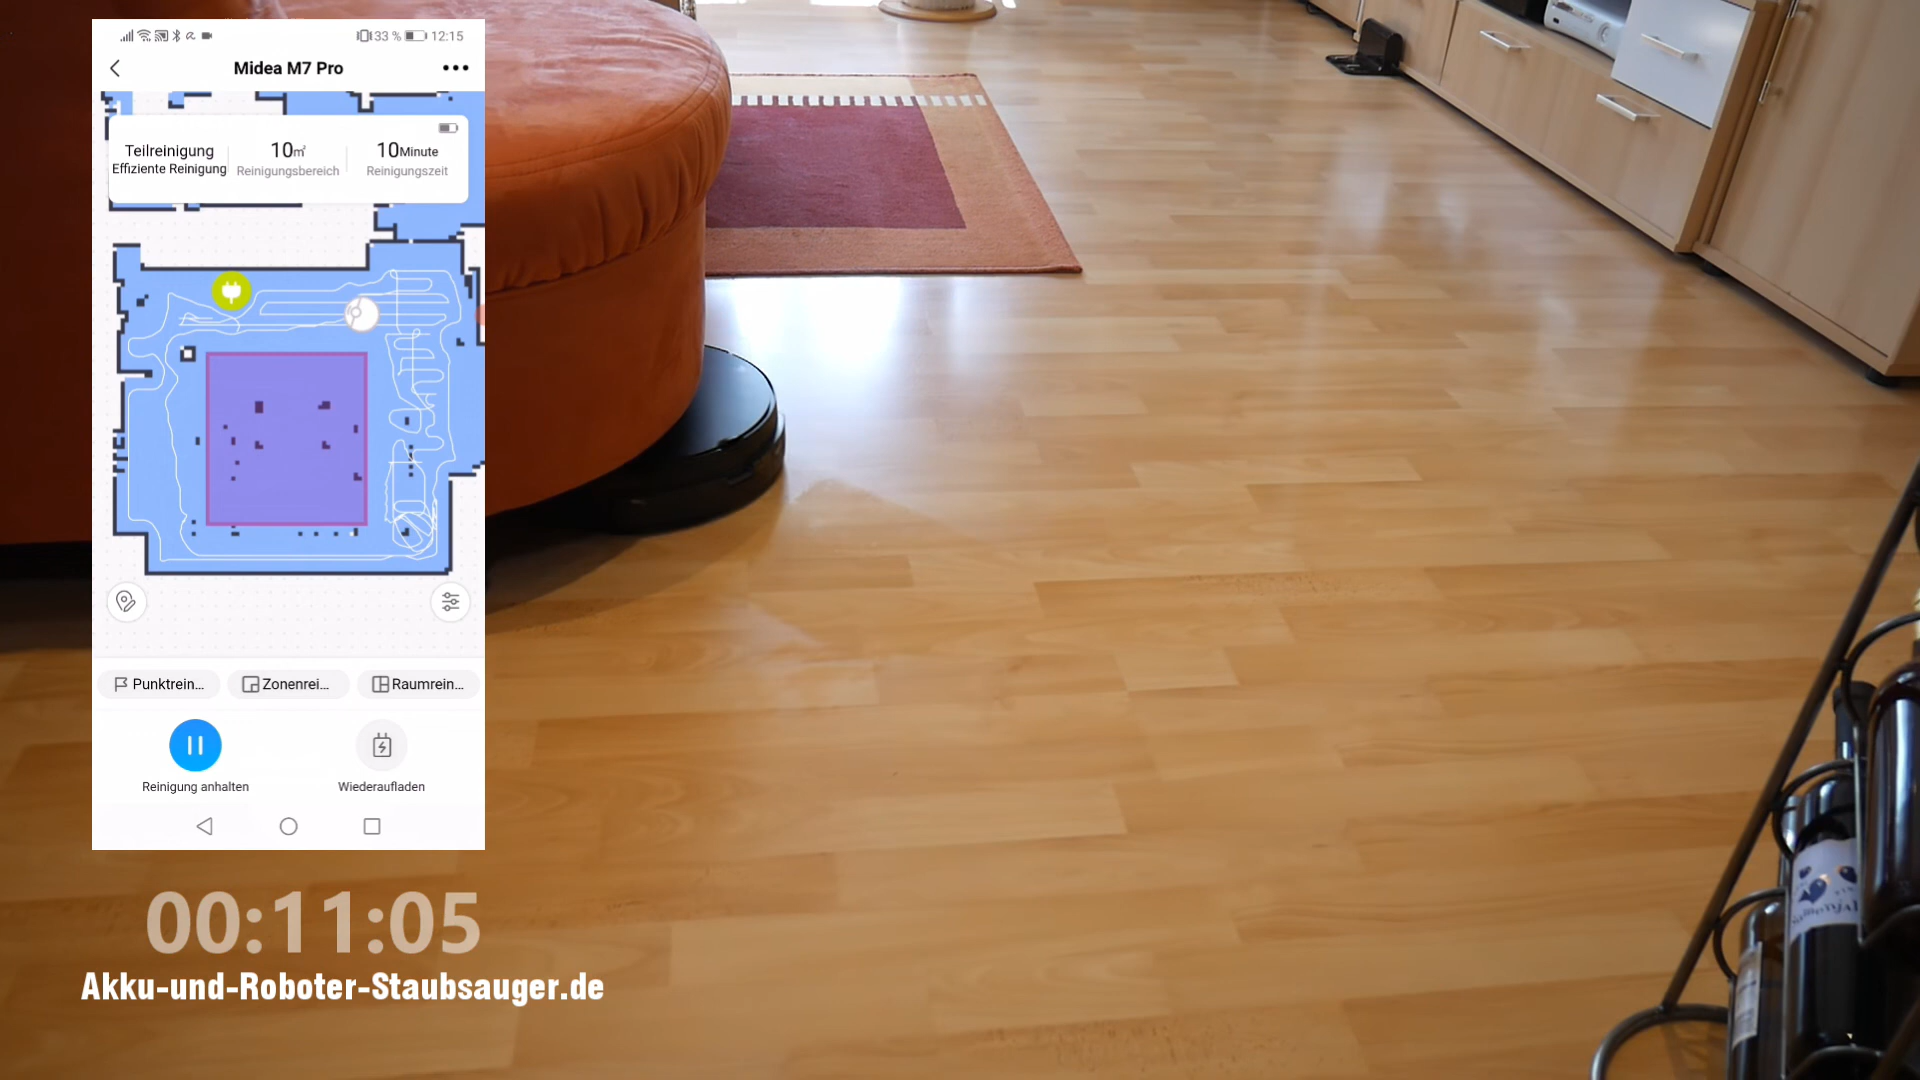 33 % 12:15
Midea M7 Pro
Teilreinigung
Effiziente Reinigung
10㎡
Reinigungsbereich
10Minute
Reinigungszeit
Punktrein...
Zonenrei...
Raumrein...
Reinigung anhalten
Wiederaufladen
00:11:05
Akku-und-Roboter-Staubsauger.de